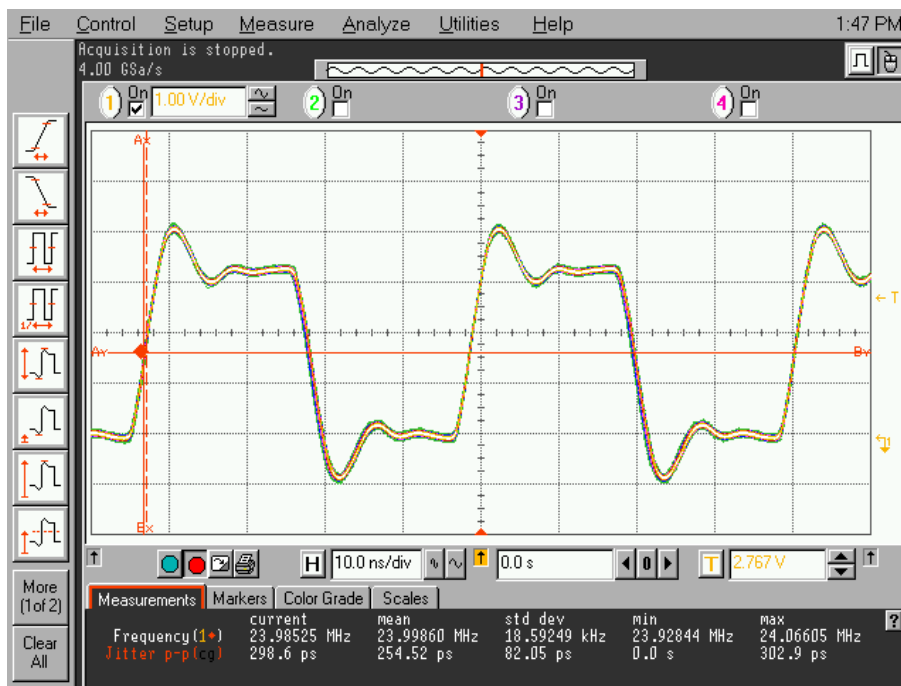 File Control Setup Measure Analyze Utilities Help 1:47 PM
Acquisition is stopped.
4.00 GSa/s
1 On 1.00 V/div 2 On 3 On 4 On
Ax
T
Ay By
1
Bx
H 10.0 ns/div 0.0 s 0 T 2.767 V
More
(1of 2)
Clear
All
Measurements Markers Color Grade Scales
current mean std dev min max
Frequency(1) 23.98525 MHz 23.99860 MHz 18.59249 kHz 23.92844 MHz 24.06605 MHz
Jitter p-p(cg) 298.6 ps 254.52 ps 82.05 ps 0.0 s 302.9 ps
?